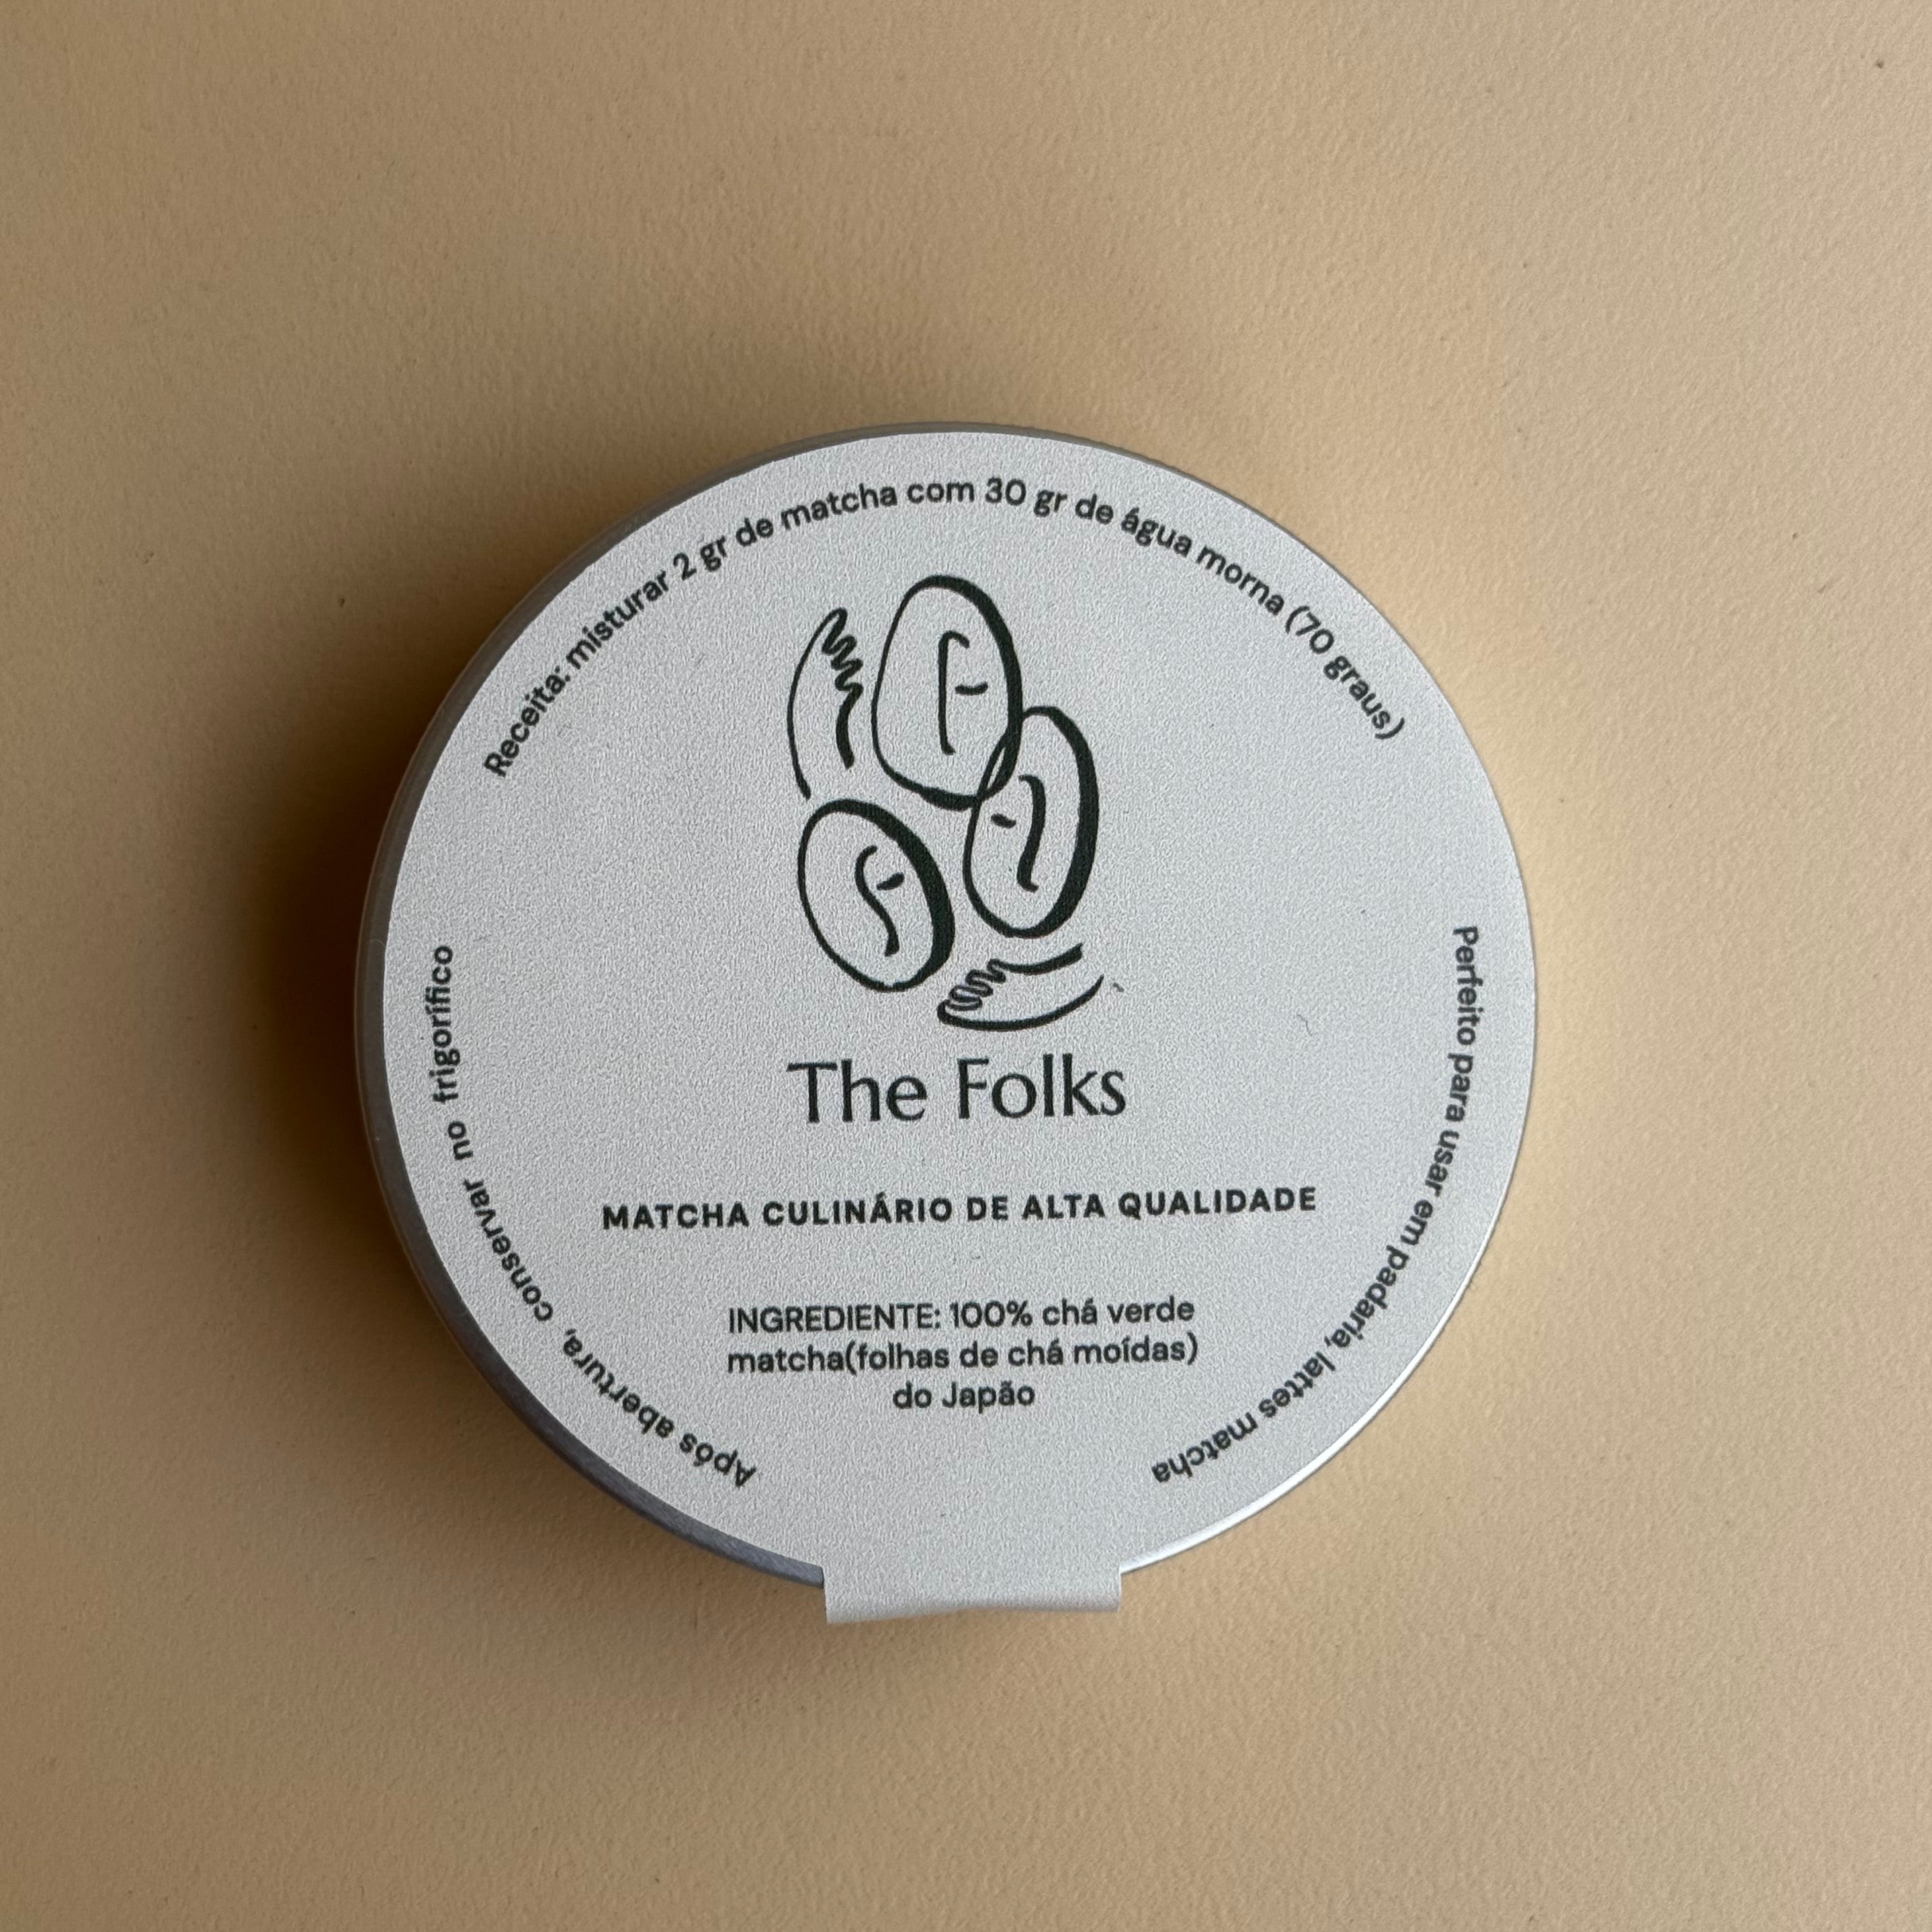 Receita: misturar 2 gr de matcha com 30 gr de água morna (70 graus)
The Folks
MATCHA CULINÁRIO DE ALTA QUALIDADE
INGREDIENTE: 100% chá verde
matcha(folhas de chá moídas)
do Japão
Após abertura, conservar no frigorífico
Perfeito para usar em padaria, lattes matcha